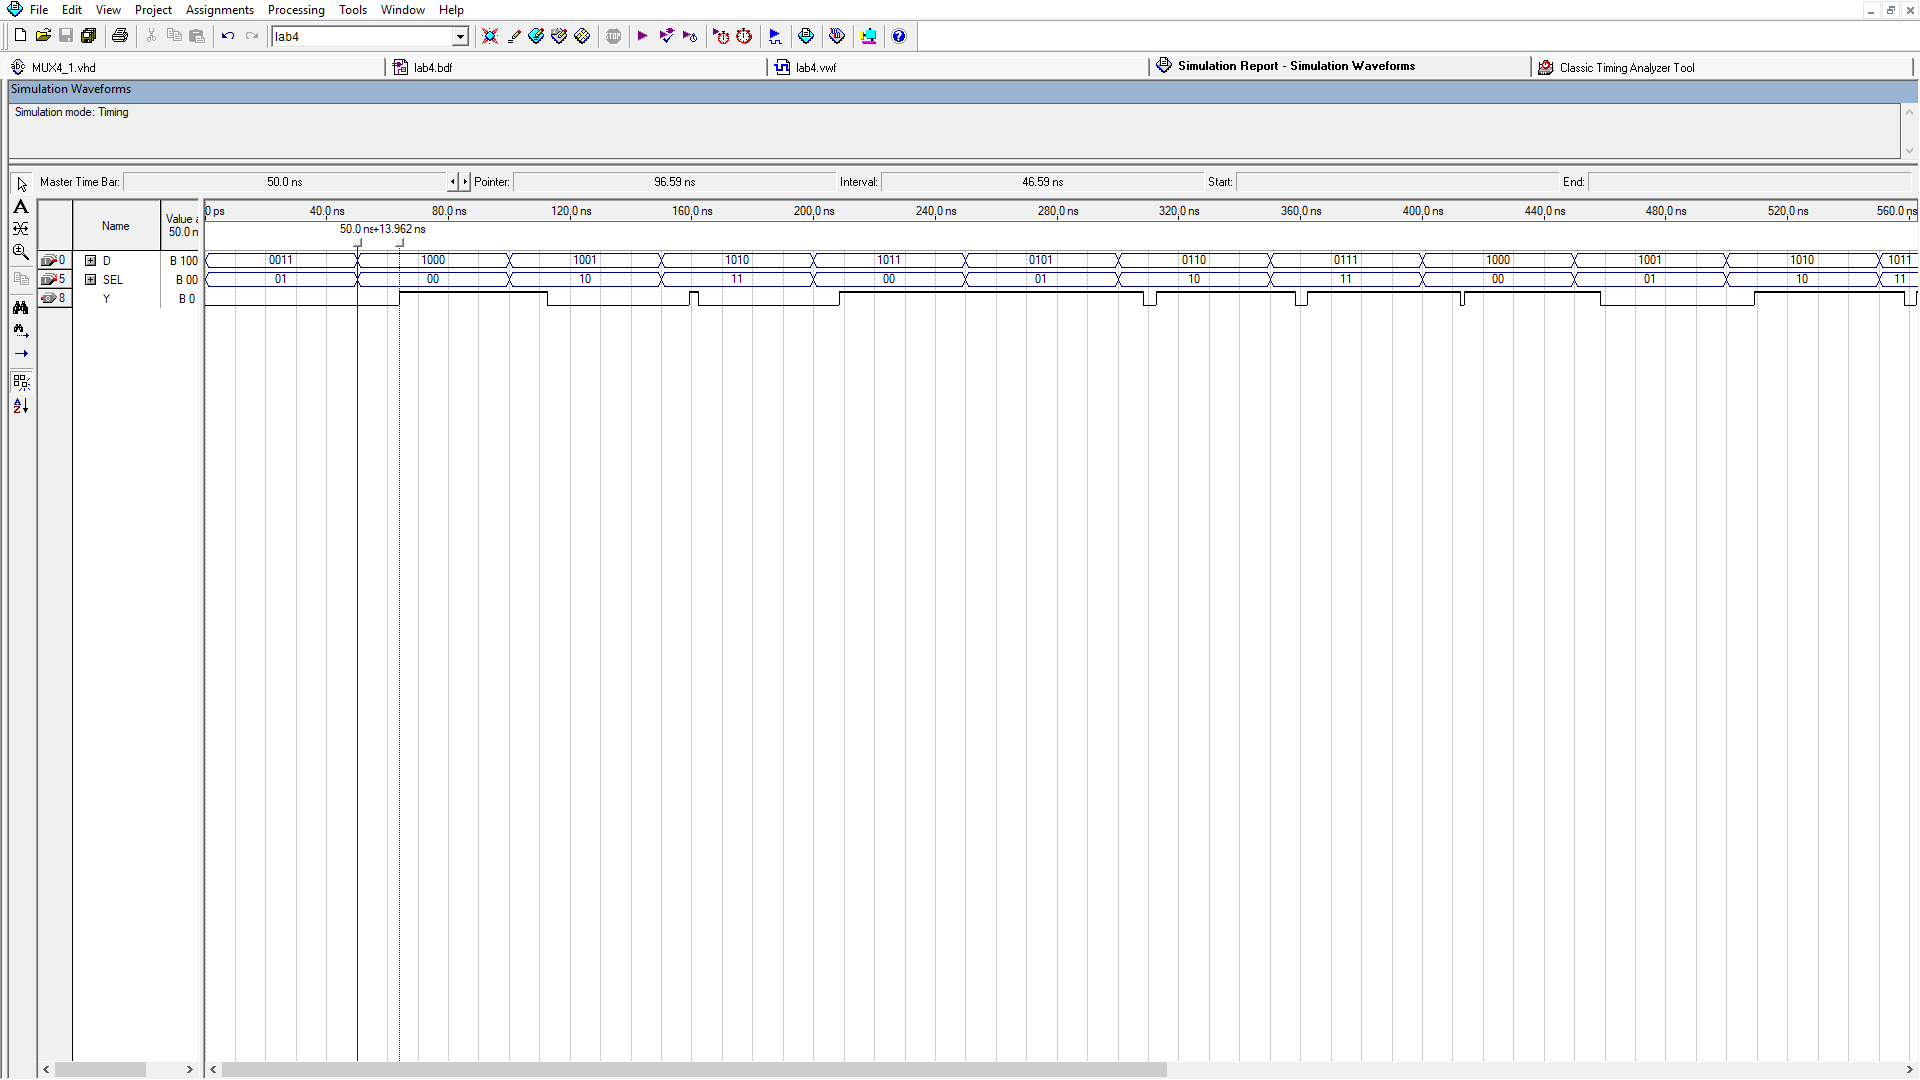 File Edit View Project Assignments Processing Tools Window Help
lab4
MUX4_1.vhd lab4.bdf lab4.vwf Simulation Report - Simulation Waveforms Classic Timing Analyzer Tool
Simulation Waveforms
Simulation mode: Timing
Master Time Bar: 50.0 ns Pointer: 96.59 ns Interval: 46.59 ns Start: End:
Name Value a 50.0 n
0 ps 40.0 ns 80.0 ns 120.0 ns 160.0 ns 200.0 ns 240.0 ns 280.0 ns 320.0 ns 360.0 ns 400.0 ns 440.0 ns 480.0 ns 520.0 ns 560.0 ns
50.0 ns +13.962 ns
0 D B 100 0011 1000 1001 1010 1011 0101 0110 0111 1000 1001 1010 1011
5 SEL B 00 01 00 10 11 00 01 10 11 00 01 10 11
8 Y B 0